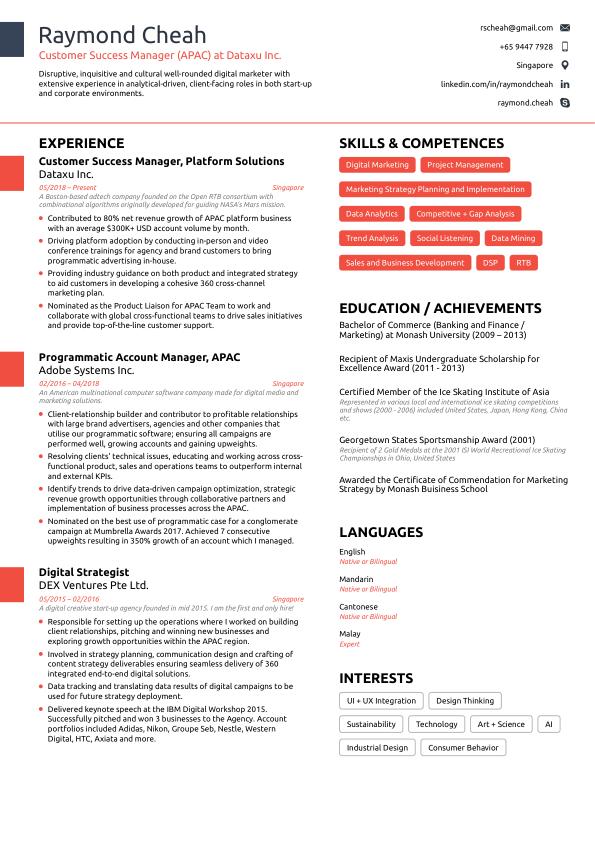 Raymond Cheah
Customer Success Manager (APAC) at Dataxu Inc.
Disruptive, inquisitive and cultural well-rounded digital marketer with
extensive experience in analytical-driven, client-facing roles in both start-up
and corporate environments.
rscheah@gmail.com
+65 9447 7928
Singapore
linkedin.com/in/raymondcheah
raymond.cheah
EXPERIENCE
Customer Success Manager, Platform Solutions
Dataxu Inc.
05/2018 – Present Singapore
A Boston-based adtech company founded on the Open RTB consortium with
combinational algorithms originally developed for guiding NASA's Mars mission.
Contributed to 80% net revenue growth of APAC platform business
with an average $300K+ USD account volume by month.
Driving platform adoption by conducting in-person and video
conference trainings for agency and brand customers to bring
programmatic advertising in-house.
Providing industry guidance on both product and integrated strategy
to aid customers in developing a cohesive 360 cross-channel
marketing plan.
Nominated as the Product Liaison for APAC Team to work and
collaborate with global cross-functional teams to drive sales initiatives
and provide top-of-the-line customer support.
Programmatic Account Manager, APAC
Adobe Systems Inc.
02/2016 – 04/2018 Singapore
An American multinational computer software company made for digital media and
marketing solutions.
Client-relationship builder and contributor to profitable relationships
with large brand advertisers, agencies and other companies that
utilise our programmatic software; ensuring all campaigns are
performed well, growing accounts and gaining upweights.
Resolving clients' technical issues, educating and working across cross-
functional product, sales and operations teams to outperform internal
and external KPIs.
Identify trends to drive data-driven campaign optimization, strategic
revenue growth opportunities through collaborative partners and
implementation of business processes across the APAC.
Nominated on the best use of programmatic case for a conglomerate
campaign at Mumbrella Awards 2017. Achieved 7 consecutive
upweights resulting in 350% growth of an account which I managed.
Digital Strategist
DEX Ventures Pte Ltd.
05/2015 – 02/2016 Singapore
A digital creative start-up agency founded in mid 2015. I am the first and only hire!
Responsible for setting up the operations where I worked on building
client relationships, pitching and winning new businesses and
exploring growth opportunities within the APAC region.
Involved in strategy planning, communication design and crafting of
content strategy deliverables ensuring seamless delivery of 360
integrated end-to-end digital solutions.
Data tracking and translating data results of digital campaigns to be
used for future strategy deployment.
Delivered keynote speech at the IBM Digital Workshop 2015.
Successfully pitched and won 3 businesses to the Agency. Account
portfolios included Adidas, Nikon, Groupe Seb, Nestle, Western
Digital, HTC, Axiata and more.
SKILLS & COMPETENCES
Digital Marketing Project Management
Marketing Strategy Planning and Implementation
Data Analytics Competitive + Gap Analysis
Trend Analysis Social Listening Data Mining
Sales and Business Development DSP RTB
EDUCATION / ACHIEVEMENTS
Bachelor of Commerce (Banking and Finance /
Marketing) at Monash University (2009 – 2013)
Recipient of Maxis Undergraduate Scholarship for
Excellence Award (2011 - 2013)
Certified Member of the Ice Skating Institute of Asia
Represented in various local and international ice skating competitions
and shows (2000 - 2006) included United States, Japan, Hong Kong, China
etc.
Georgetown States Sportsmanship Award (2001)
Recipient of 2 Gold Medals at the 2001 ISI World Recreational Ice Skating
Championships in Ohio, United States
Awarded the Certificate of Commendation for Marketing
Strategy by Monash Buisiness School
LANGUAGES
English
Native or Bilingual
Mandarin
Native or Bilingual
Cantonese
Native or Bilingual
Malay
Expert
INTERESTS
UI + UX Integration Design Thinking
Sustainability Technology Art + Science AI
Industrial Design Consumer Behavior